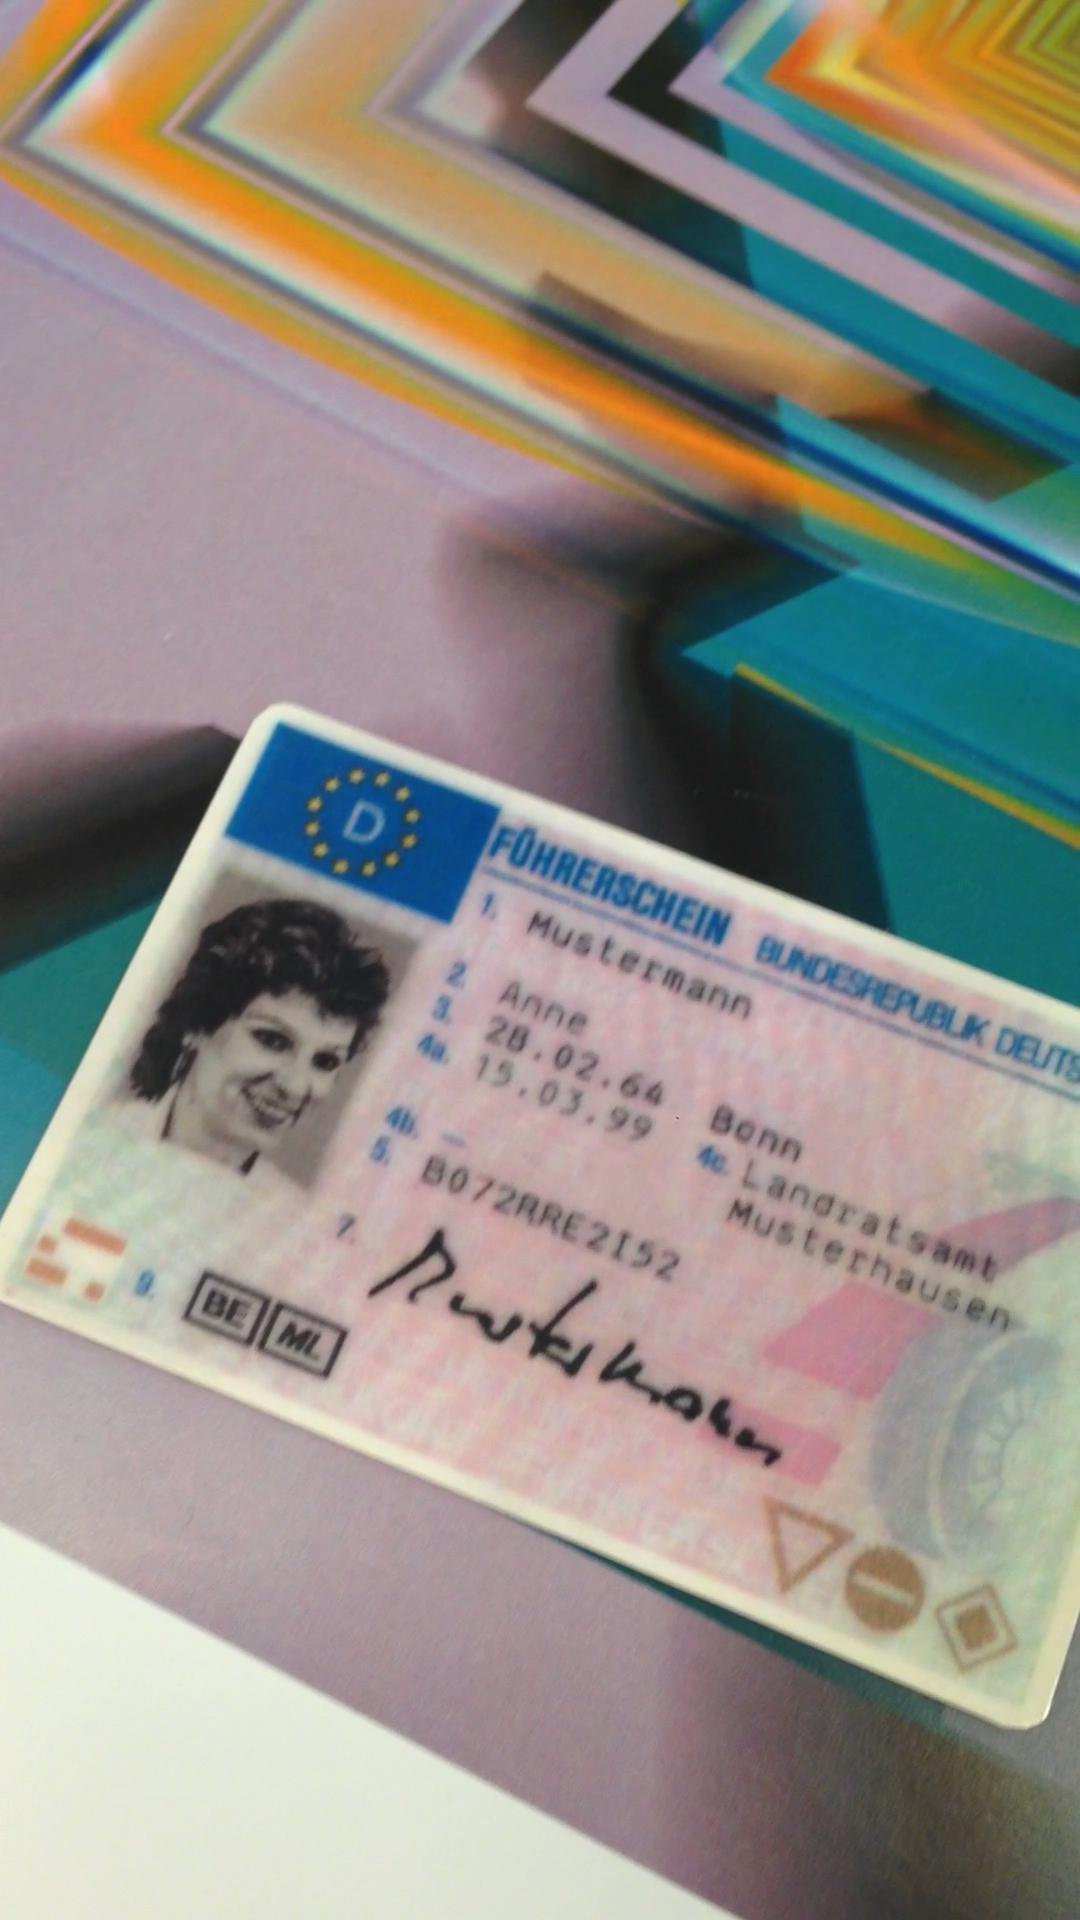 D
FÜHRERSCHEIN BUNDESREPUBLIK DEUTS
1. Mustermann
2. Anne
3. 28.02.64 Bonn
4a. 15.03.99 4c. Landratsamt
Musterhausen
4b. –
5. B072RRE2I52
7. Mustermann
9. BE ML